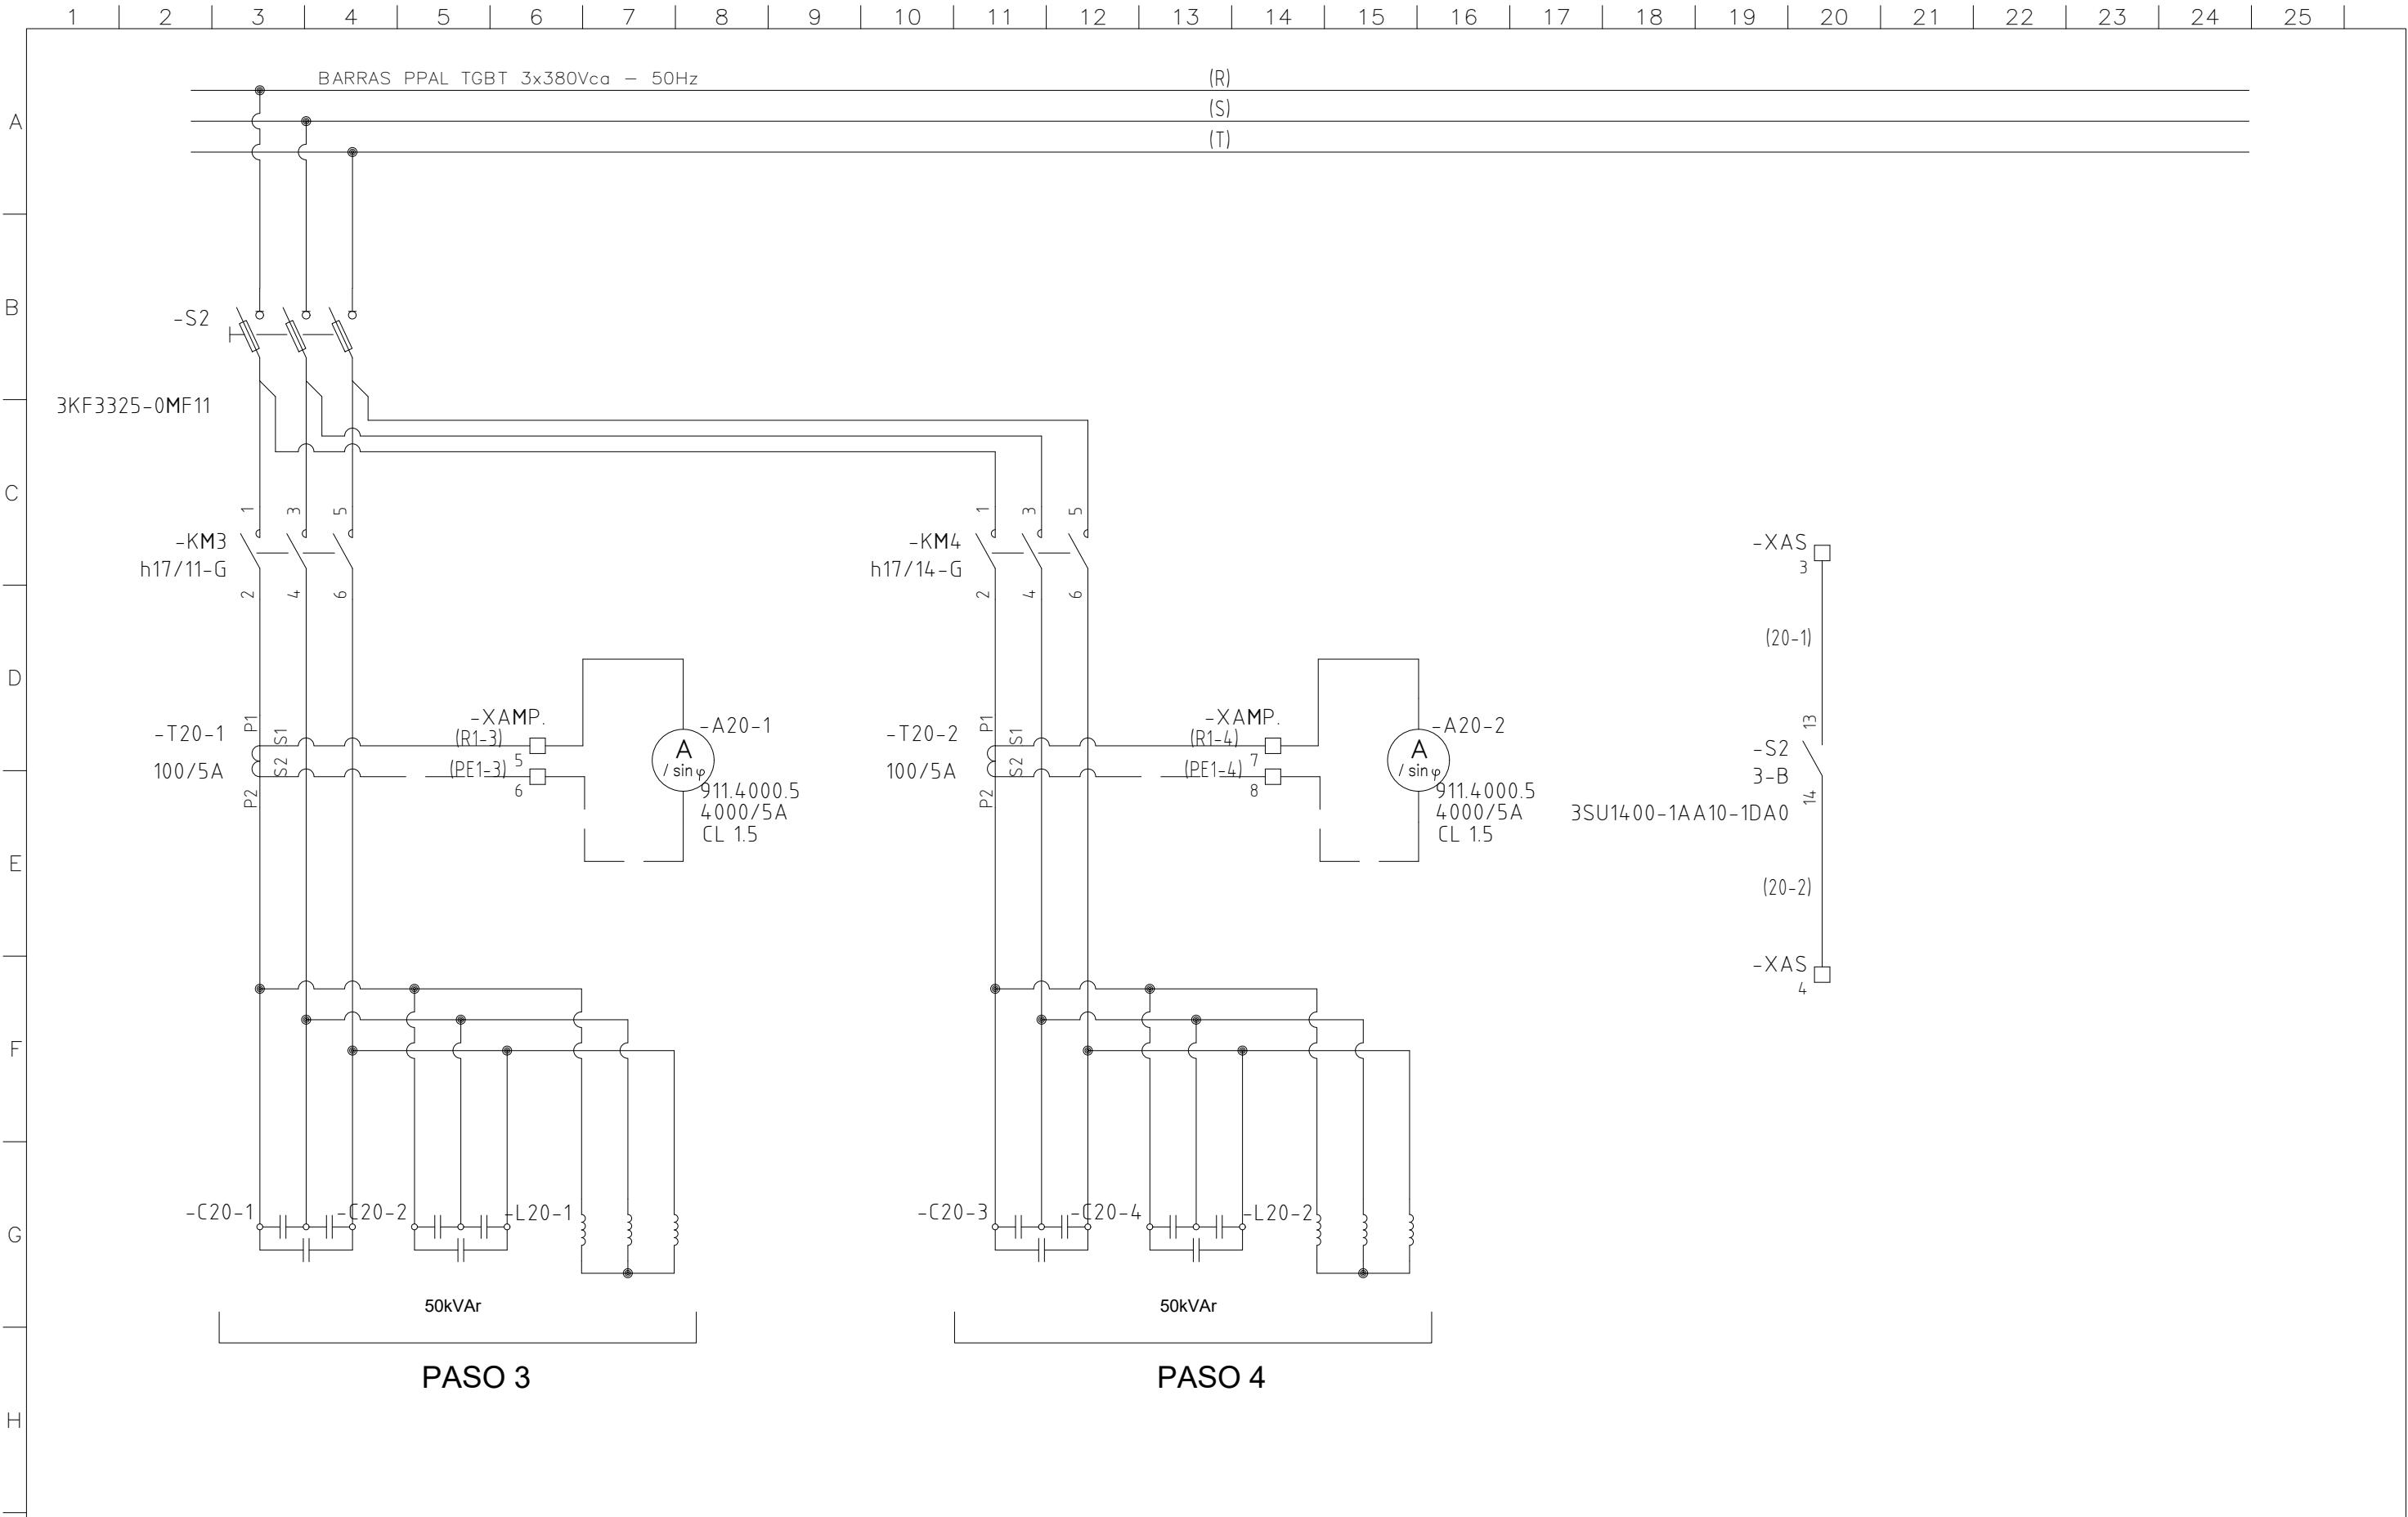 1 2 3 4 5 6 7 8 9 10 11 12 13 14 15 16 17 18 19 20 21 22 23 24 25
BARRAS PPAL TGBT 3x380Vca – 50Hz
(R)
(S)
(T)
A
B
C
D
E
F
G
H
-S2
3KF3325-0MF11
1 3 5
-KM3
h17/11-G
2 4 6
-T20-1
100/5A
P1
S1
S2
P2
-XAMP.
(R1-3)
5
(PE1-3)
6
-A20-1
A
/ sin φ
911.4000.5
4000/5A
CL 1.5
-C20-1
-C20-2
-L20-1
50kVAr
PASO 3
1 3 5
-KM4
h17/14-G
2 4 6
-T20-2
100/5A
P1
S1
S2
P2
-XAMP.
(R1-4)
7
(PE1-4)
8
-A20-2
A
/ sin φ
911.4000.5
4000/5A
CL 1.5
-C20-3
-C20-4
-L20-2
50kVAr
PASO 4
-XAS
3
(20-1)
13
-S2
3-B
14
3SU1400-1AA10-1DA0
(20-2)
-XAS
4